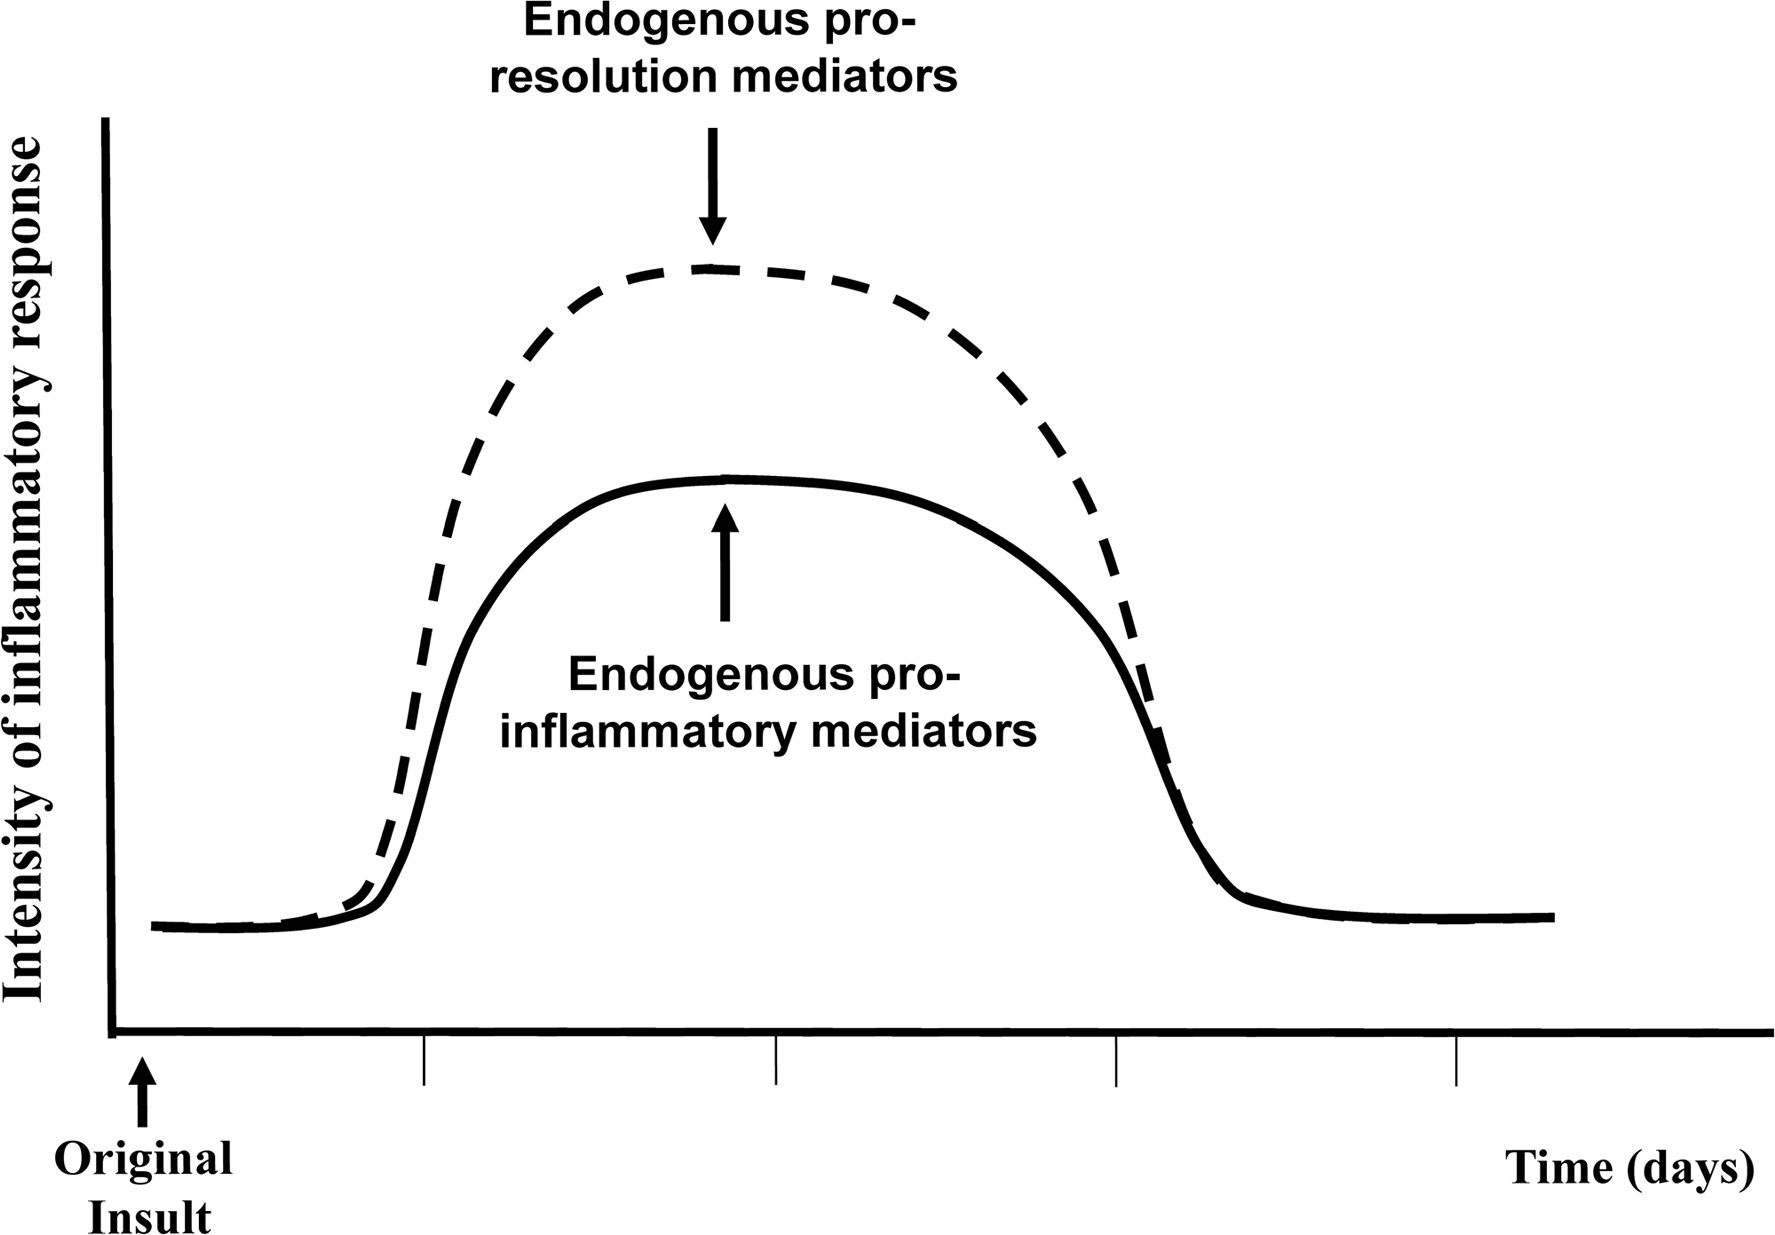 Endogenous pro-
resolution mediators
Intensity of inflammatory response
Endogenous pro-
inflammatory mediators
Original
Insult
Time (days)